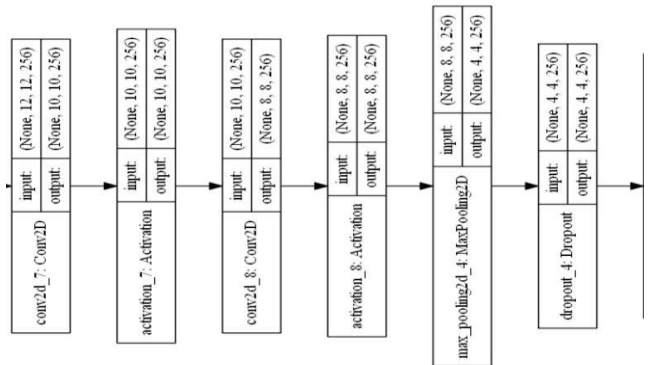 conv2d_7: Conv2D
input:
(None, 12, 12, 256)
output:
(None, 10, 10, 256)
activation_7: Activation
input:
(None, 10, 10, 256)
output:
(None, 10, 10, 256)
conv2d_8: Conv2D
input:
(None, 10, 10, 256)
output:
(None, 8, 8, 256)
activation_8: Activation
input:
(None, 8, 8, 256)
output:
(None, 8, 8, 256)
max_pooling2d_4: MaxPooling2D
input:
(None, 8, 8, 256)
output:
(None, 4, 4, 256)
dropout_4: Dropout
input:
(None, 4, 4, 256)
output:
(None, 4, 4, 256)